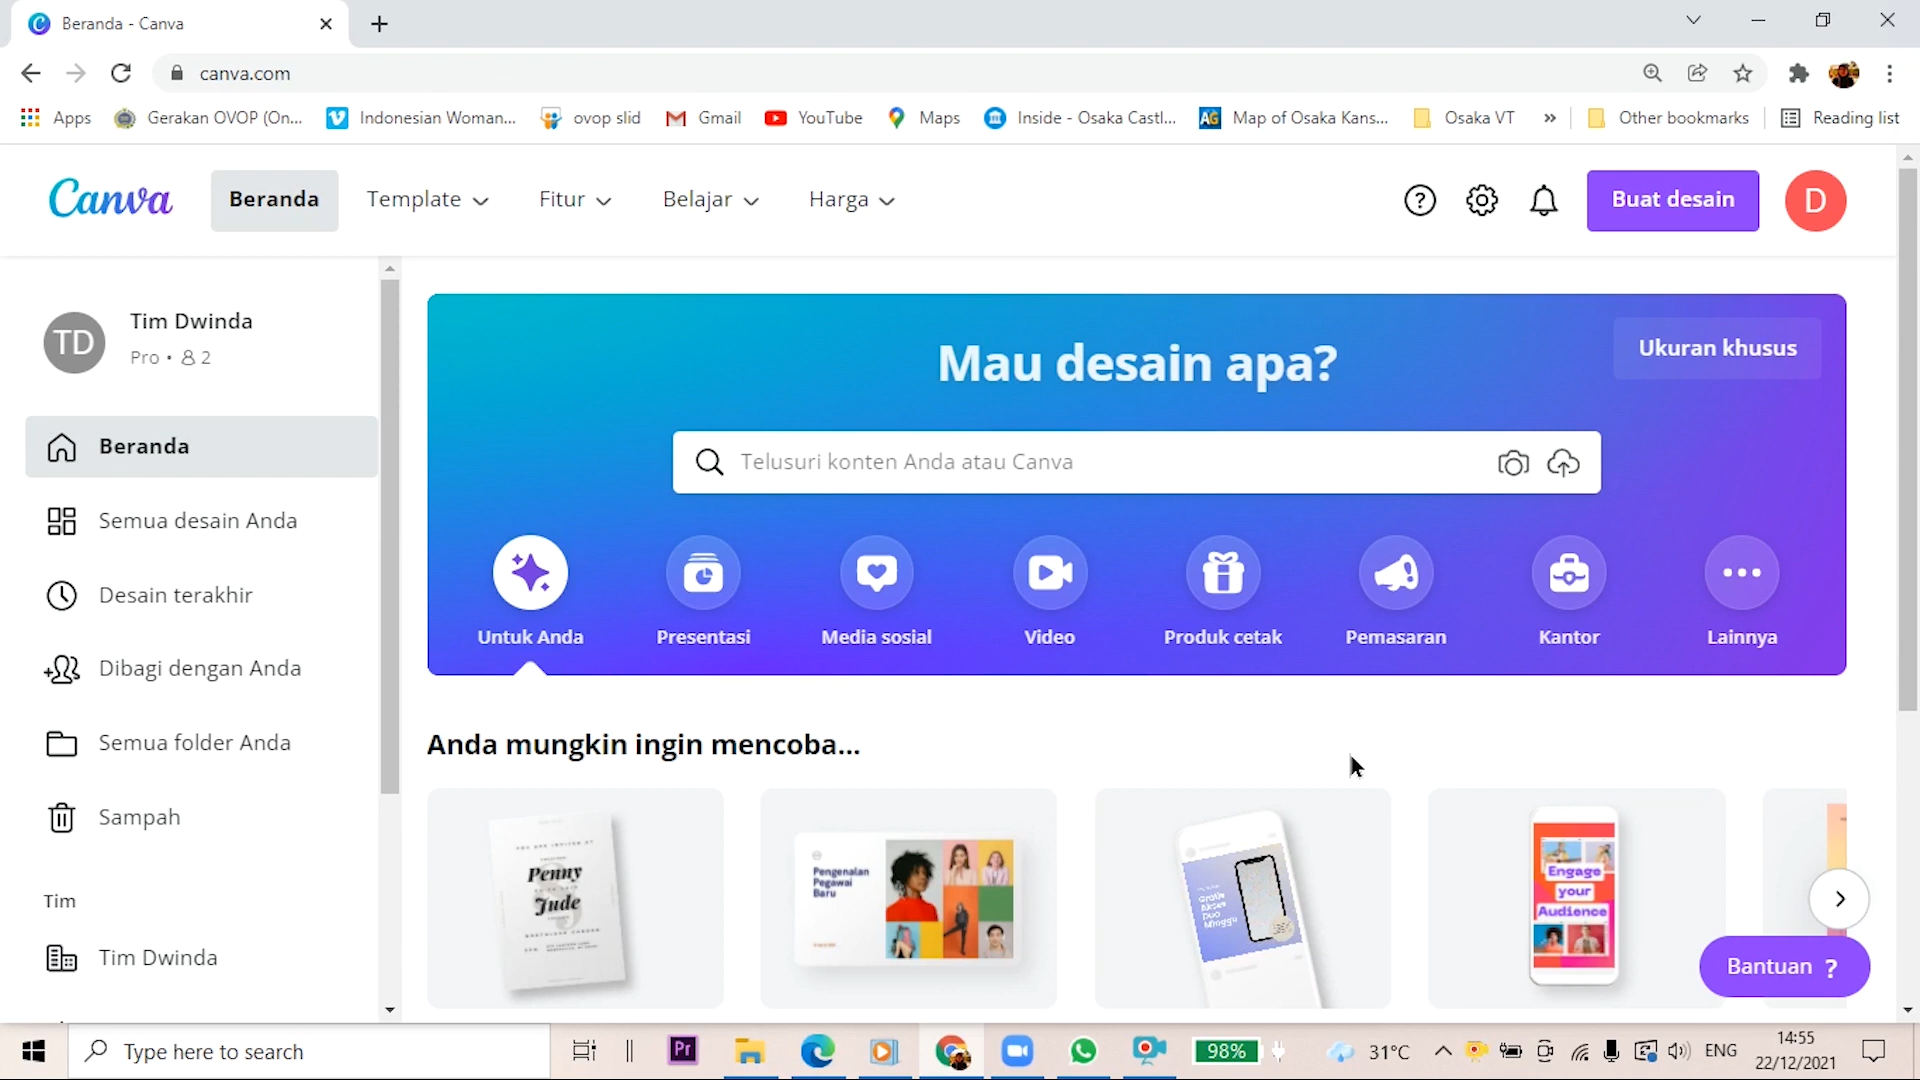 Beranda - Canva
canva.com
Apps
Gerakan OVOP (On...
Indonesian Woman...
ovop slid
Gmail
YouTube
Maps
Inside - Osaka Castl...
Map of Osaka Kans...
Osaka VT
»
Other bookmarks
Reading list
Canva
Beranda
Template
Fitur
Belajar
Harga
?
Buat desain
D
TD
Tim Dwinda
Pro • 2
Beranda
Semua desain Anda
Desain terakhir
Dibagi dengan Anda
Semua folder Anda
Sampah
Tim
Tim Dwinda
Mau desain apa?
Ukuran khusus
Telusuri konten Anda atau Canva
Untuk Anda
Presentasi
Media sosial
Video
Produk cetak
Pemasaran
Kantor
Lainnya
Anda mungkin ingin mencoba...
Penny
Jude
Pengenalan
Pegawai
Baru
Gratis
Akses
Duo
Minggu
Engage
your
Audience
Bantuan ?
Type here to search
Pr
98%
31°C
ENG
14:55
22/12/2021